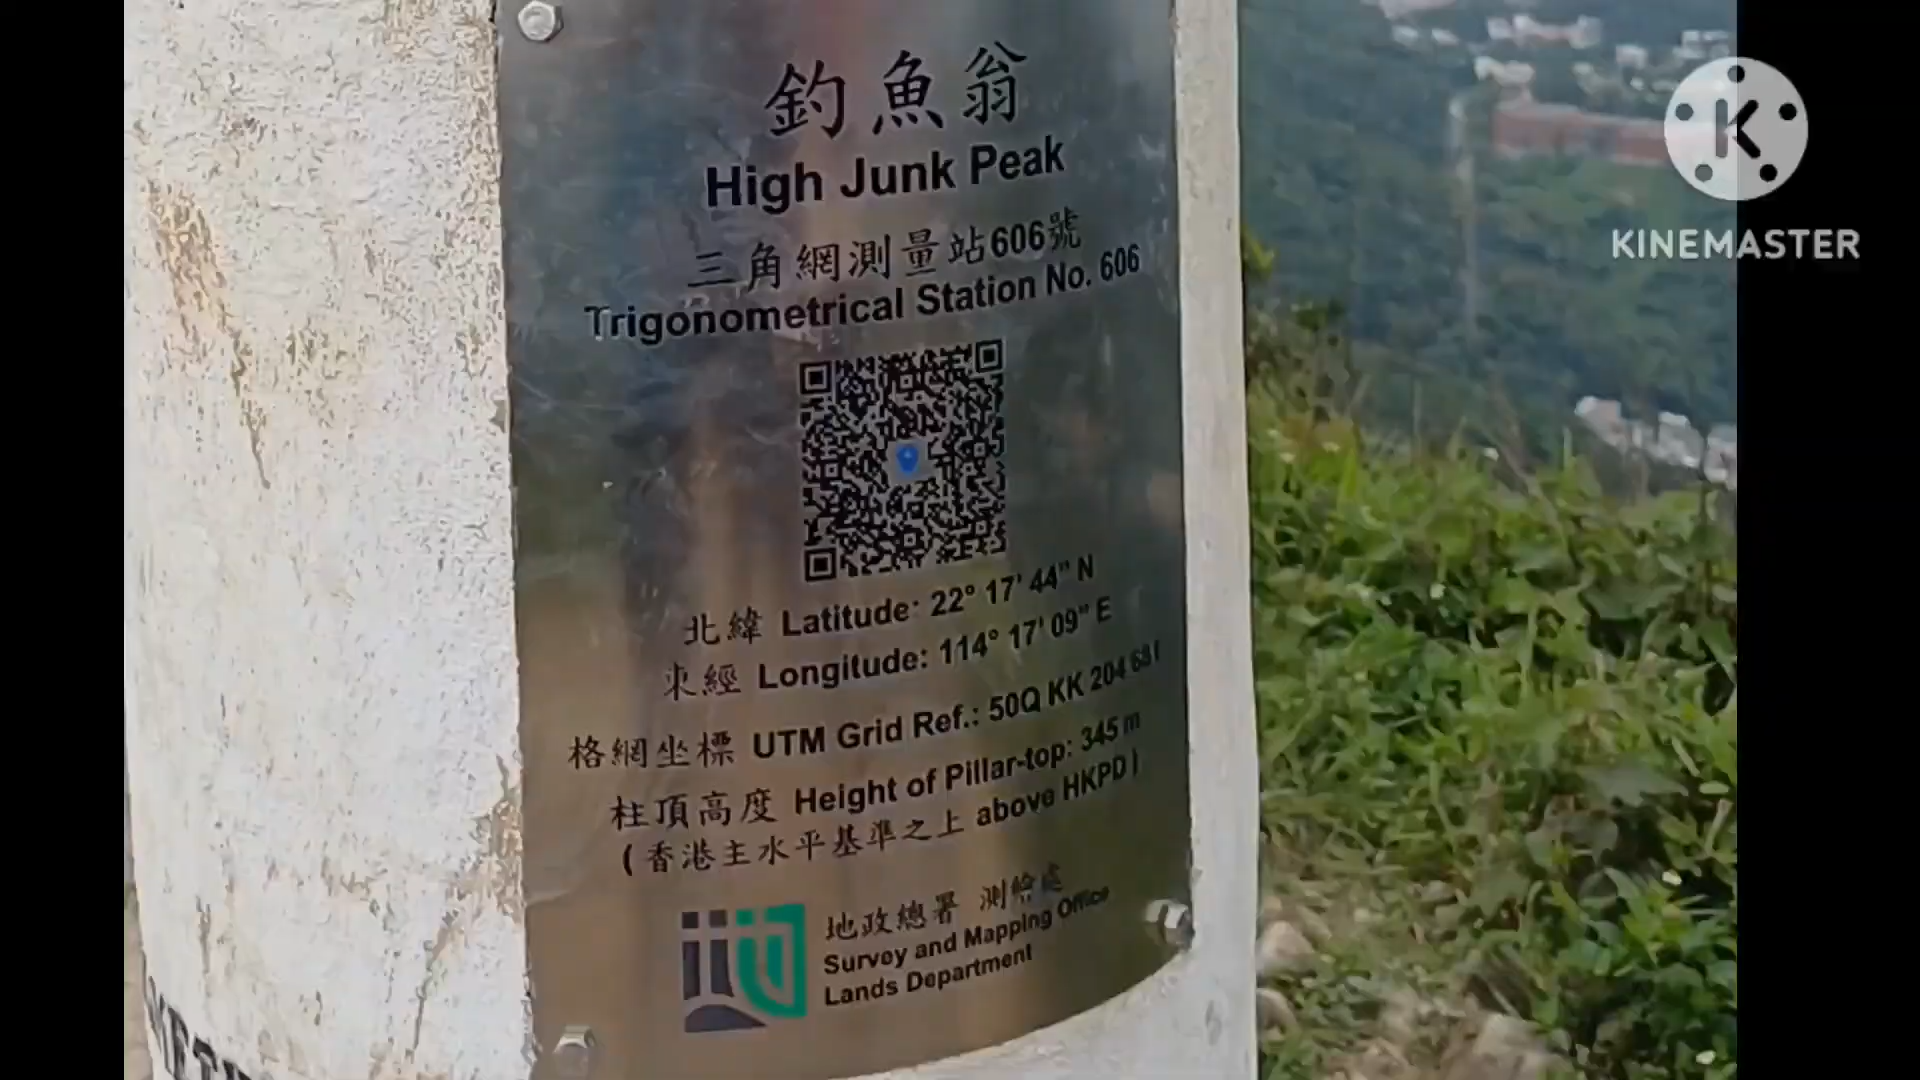 釣魚翁
High Junk Peak
三角網測量站606號
Trigonometrical Station No. 606
北緯 Latitude: 22° 17' 44" N
東經 Longitude: 114° 17' 09" E
格網坐標 UTM Grid Ref.: 50Q KK 204 681
柱頂高度 Height of Pillar-top: 345 m
(香港主水平基準之上 above HKPD)
地政總署 測繪處
Survey and Mapping Office
Lands Department
KINEMASTER